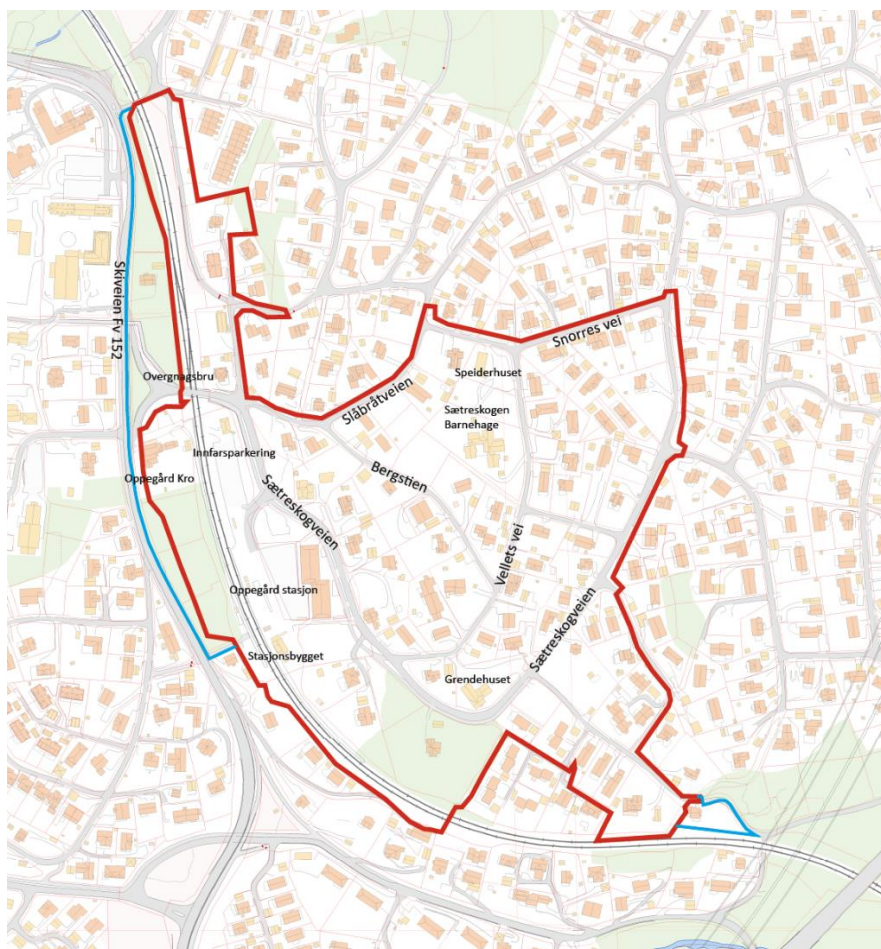 Skiveien Fv 152
Snorres vei
Overgnagsbru
Speiderhuset
Slåbråtveien
Sætreskogen
Barnehage
Innfarsparkering
Bergstien
Oppegård Kro
Sætreskogveien
Vellets vei
Oppegård stasjon
Sætreskogveien
Stasjonsbygget
Grendehuset